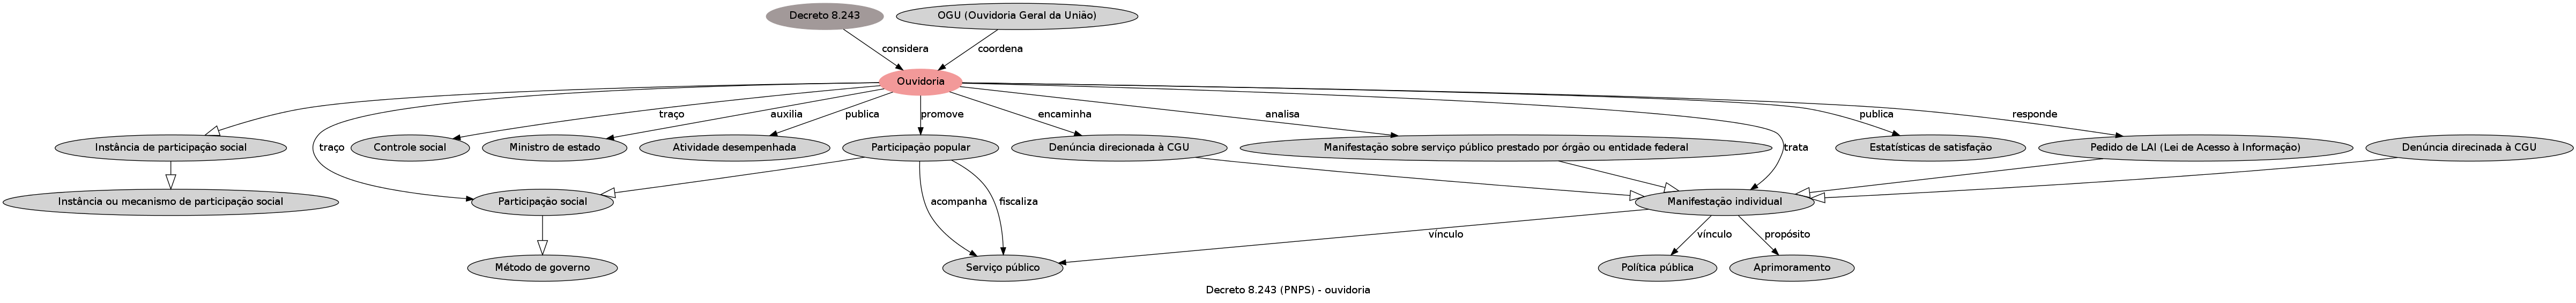 Decreto 8.243
OGU (Ouvidoria Geral da União)
considera
coordena
Ouvidoria
traço
auxilia
publica
promove
encaminha
analisa
publica
responde
Instância de participação social
traço
Controle social
Ministro de estado
Atividade desempenhada
Participação popular
Denúncia direcionada à CGU
Manifestação sobre serviço público prestado por órgão ou entidade federal
trata
Estatísticas de satisfação
Pedido de LAI (Lei de Acesso à Informação)
Denúncia direcinada à CGU
Instância ou mecanismo de participação social
Participação social
acompanha
fiscaliza
Manifestação individual
vínculo
vínculo
propósito
Método de governo
Serviço público
Política pública
Aprimoramento
Decreto 8.243 (PNPS) - ouvidoria